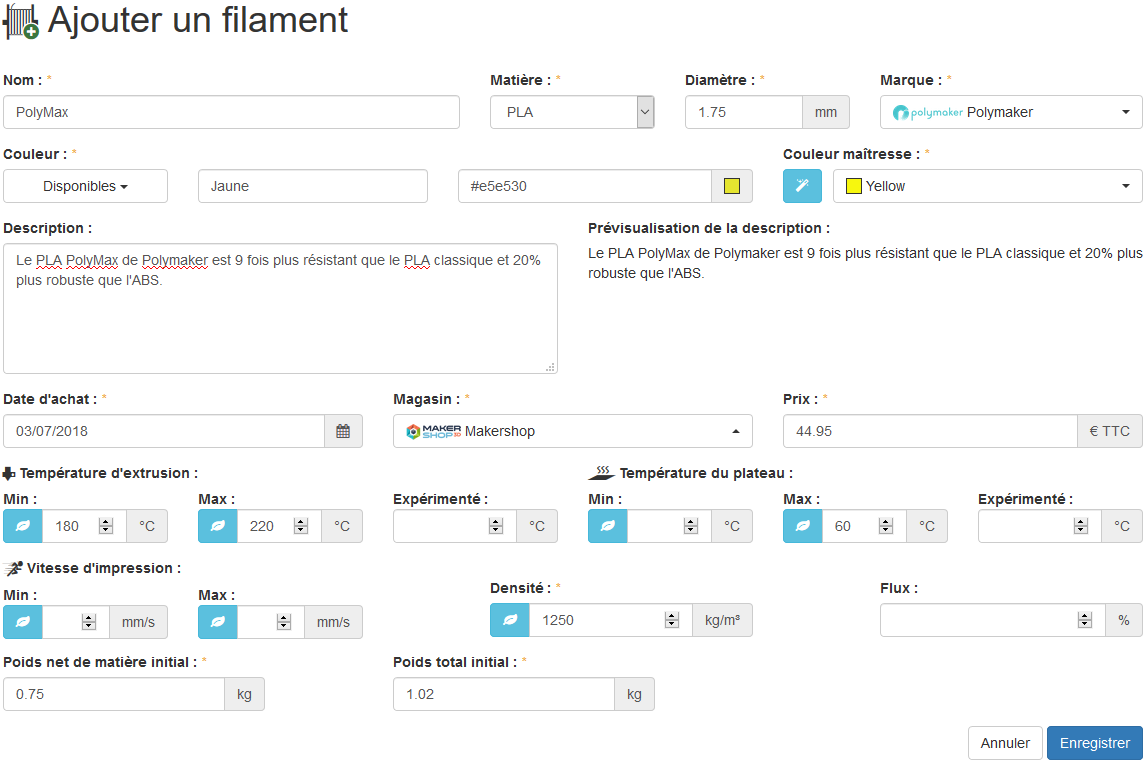 Ajouter un filament
Nom : * Matière : * Diamètre : * Marque : *
PolyMax PLA 1.75 mm polymaker Polymaker
Couleur : * Couleur maîtresse : *
Disponibles Jaune #e5e530 Yellow
Description : Prévisualisation de la description :
Le PLA PolyMax de Polymaker est 9 fois plus résistant que le PLA classique et 20%
plus robuste que l'ABS.
Le PLA PolyMax de Polymaker est 9 fois plus résistant que le PLA classique et 20% plus
robuste que l'ABS.
Date d'achat : * Magasin : * Prix : *
03/07/2018 MAKER SHOP 3D Makershop 44.95 € TTC
Température d'extrusion : Température du plateau :
Min : Max : Expérimenté : Min : Max : Expérimenté :
180 °C 220 °C °C °C 60 °C °C
Vitesse d'impression :
Min : Max : Densité : * Flux :
mm/s mm/s 1250 kg/m³ %
Poids net de matière initial : * Poids total initial : *
0.75 kg 1.02 kg
Annuler Enregistrer